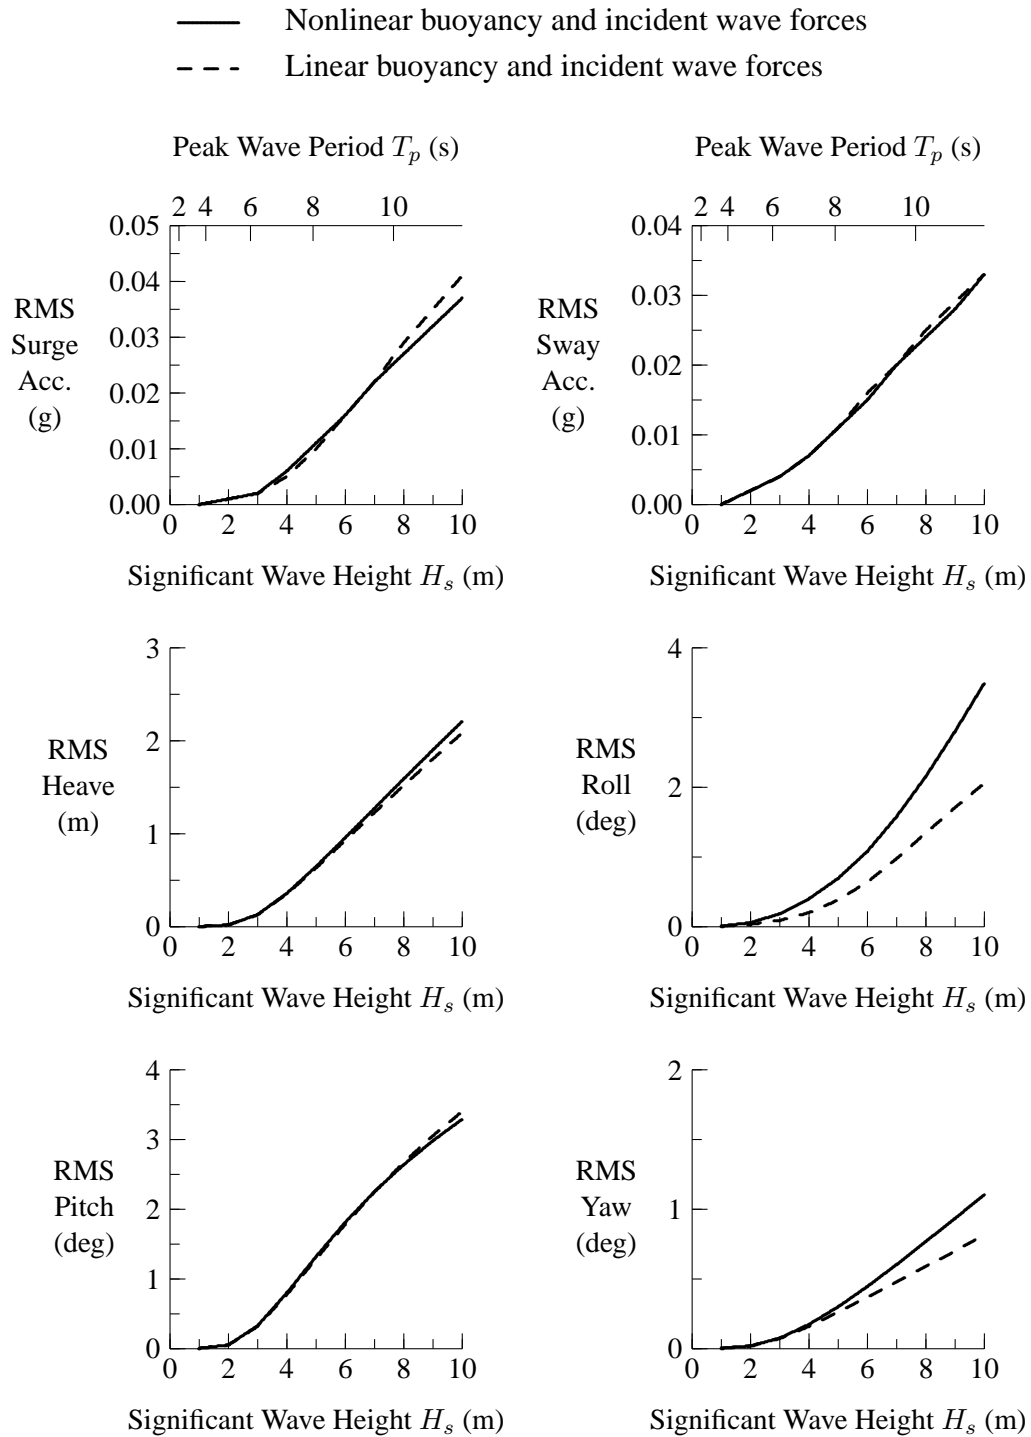 Nonlinear buoyancy and incident wave forces
Linear buoyancy and incident wave forces
Peak Wave Period T_p (s)
2 4 6 8 10
0.05
0.04
0.03
0.02
0.01
0.00
RMS
Surge
Acc.
(g)
0 2 4 6 8 10
Significant Wave Height H_s (m)
Peak Wave Period T_p (s)
2 4 6 8 10
0.04
0.03
0.02
0.01
0.00
RMS
Sway
Acc.
(g)
0 2 4 6 8 10
Significant Wave Height H_s (m)
3
2
1
0
RMS
Heave
(m)
0 2 4 6 8 10
Significant Wave Height H_s (m)
4
2
0
RMS
Roll
(deg)
0 2 4 6 8 10
Significant Wave Height H_s (m)
4
3
2
1
0
RMS
Pitch
(deg)
0 2 4 6 8 10
Significant Wave Height H_s (m)
2
1
0
RMS
Yaw
(deg)
0 2 4 6 8 10
Significant Wave Height H_s (m)